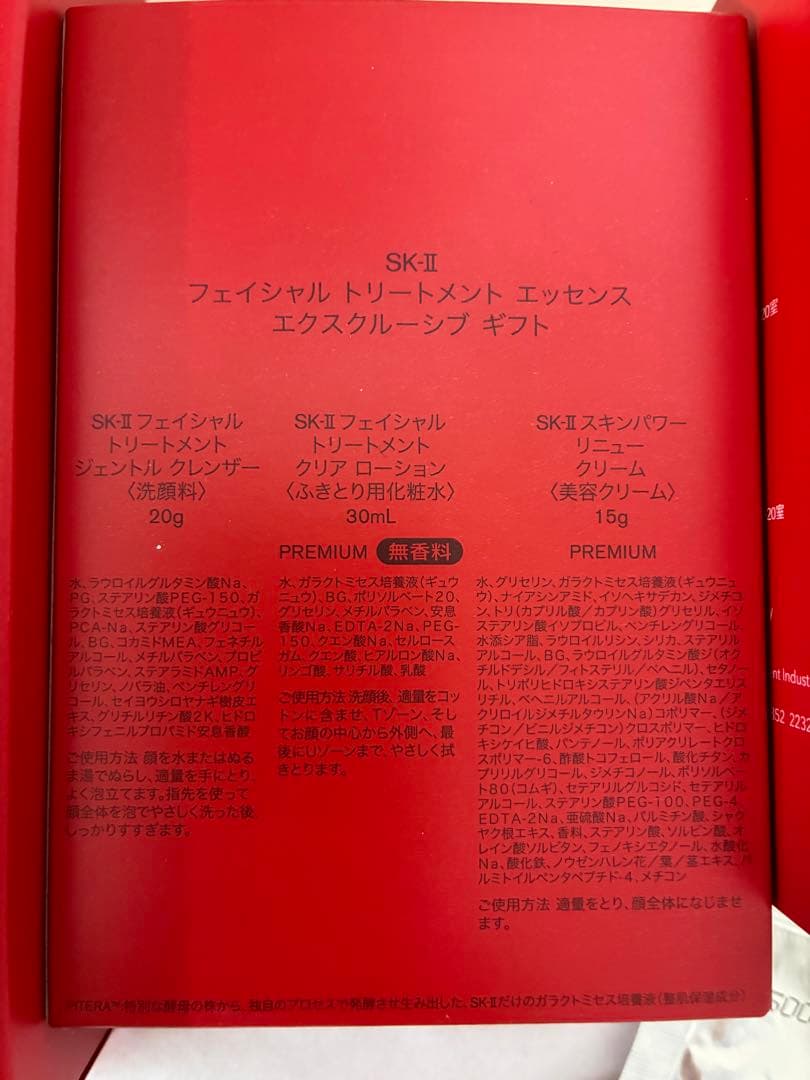 SK-II
フェイシャル トリートメント エッセンス
エクスクルーシブ ギフト
SK-IIフェイシャル
トリートメント
ジェントル クレンザー
〈洗顔料〉
20g
水、ラウロイルグルタミン酸Na、
PG、ステアリン酸PEG-150、ガ
ラクトミセス培養液(ギュウニュウ)、
PCA-Na、ステアリン酸グリコー
ル、BG、コカミドMEA、フェネチル
アルコール、メチルパラベン、プロピ
ルパラベン、ステアラミドAMP、グ
リセリン、ノバラ油、ペンチレングリ
コール、セイヨウシロヤナギ樹皮エ
キス、グリチルリチン酸2K、ヒドロ
キシフェニルプロパミド安息香酸
ご使用方法 顔を水またはぬる
ま湯でぬらし、適量を手にとり、
よく泡立てます。指先を使って
顔全体を泡でやさしく洗った後、
しっかりすすぎます。
SK-IIフェイシャル
トリートメント
クリア ローション
〈ふきとり用化粧水〉
30mL
PREMIUM 無香料
水、ガラクトミセス培養液(ギュウ
ニュウ)、BG、ポリソルベート20、
グリセリン、メチルパラベン、安息
香酸Na、EDTA-2Na、PEG-
150、クエン酸Na、セルロース
ガム、クエン酸、ヒアルロン酸Na、
リンゴ酸、サリチル酸、乳酸
ご使用方法 洗顔後、適量をコッ
トンに含ませ、Tゾーン、そし
てお顔の中心から外側へ、最
後にUゾーンまで、やさしく拭
きとります。
SK-IIスキンパワー
リニュー
クリーム
〈美容クリーム〉
15g
PREMIUM
水、グリセリン、ガラクトミセス培養液(ギュウニュ
ウ)、ナイアシンアミド、イソヘキサデカン、ジメチコ
ン、トリ(カプリル酸/カプリン酸)グリセリル、イソ
ステアリン酸イソプロピル、ペンチレングリコール、
水添シア脂、ラウロイルリシン、シリカ、ステアリル
アルコール、BG、ラウロイルグルタミン酸ジ(オク
チルドデシル/フィトステリル/ベヘニル)、セタノー
ル、トリポリヒドロキシステアリン酸ジペンタエリス
リチル、ベヘニルアルコール、(アクリル酸Na/ア
クリロイルジメチルタウリンNa)コポリマー、(ジメ
チコン/ビニルジメチコン)クロスポリマー、ヒドロ
キシケイヒ酸、パンテノール、ポリアクリレートクロ
スポリマー-6、酢酸トコフェロール、酸化チタン、カ
プリリルグリコール、ジメチコノール、ポリソルベ
ート80(コムギ)、セテアリルグルコシド、セテアリル
アルコール、ステアリン酸PEG-100、PEG-4、
EDTA-2Na、亜硫酸Na、パルミチン酸、シャク
ヤク根エキス、香料、ステアリン酸、ソルビン酸、オ
レイン酸ソルビタン、フェノキシエタノール、水酸化
Na、酸化鉄、ノウゼンハレン花/葉/茎エキス、パ
ルミトイルペンタペプチド-4、メチコン
ご使用方法 適量をとり、顔全体になじませ
ます。
PITERA™:特別な酵母の株から、独自のプロセスで発酵させ生み出した、SK-IIだけのガラクトミセス培養液(整肌保湿成分)
20室
20室
nt Indust
352 2232